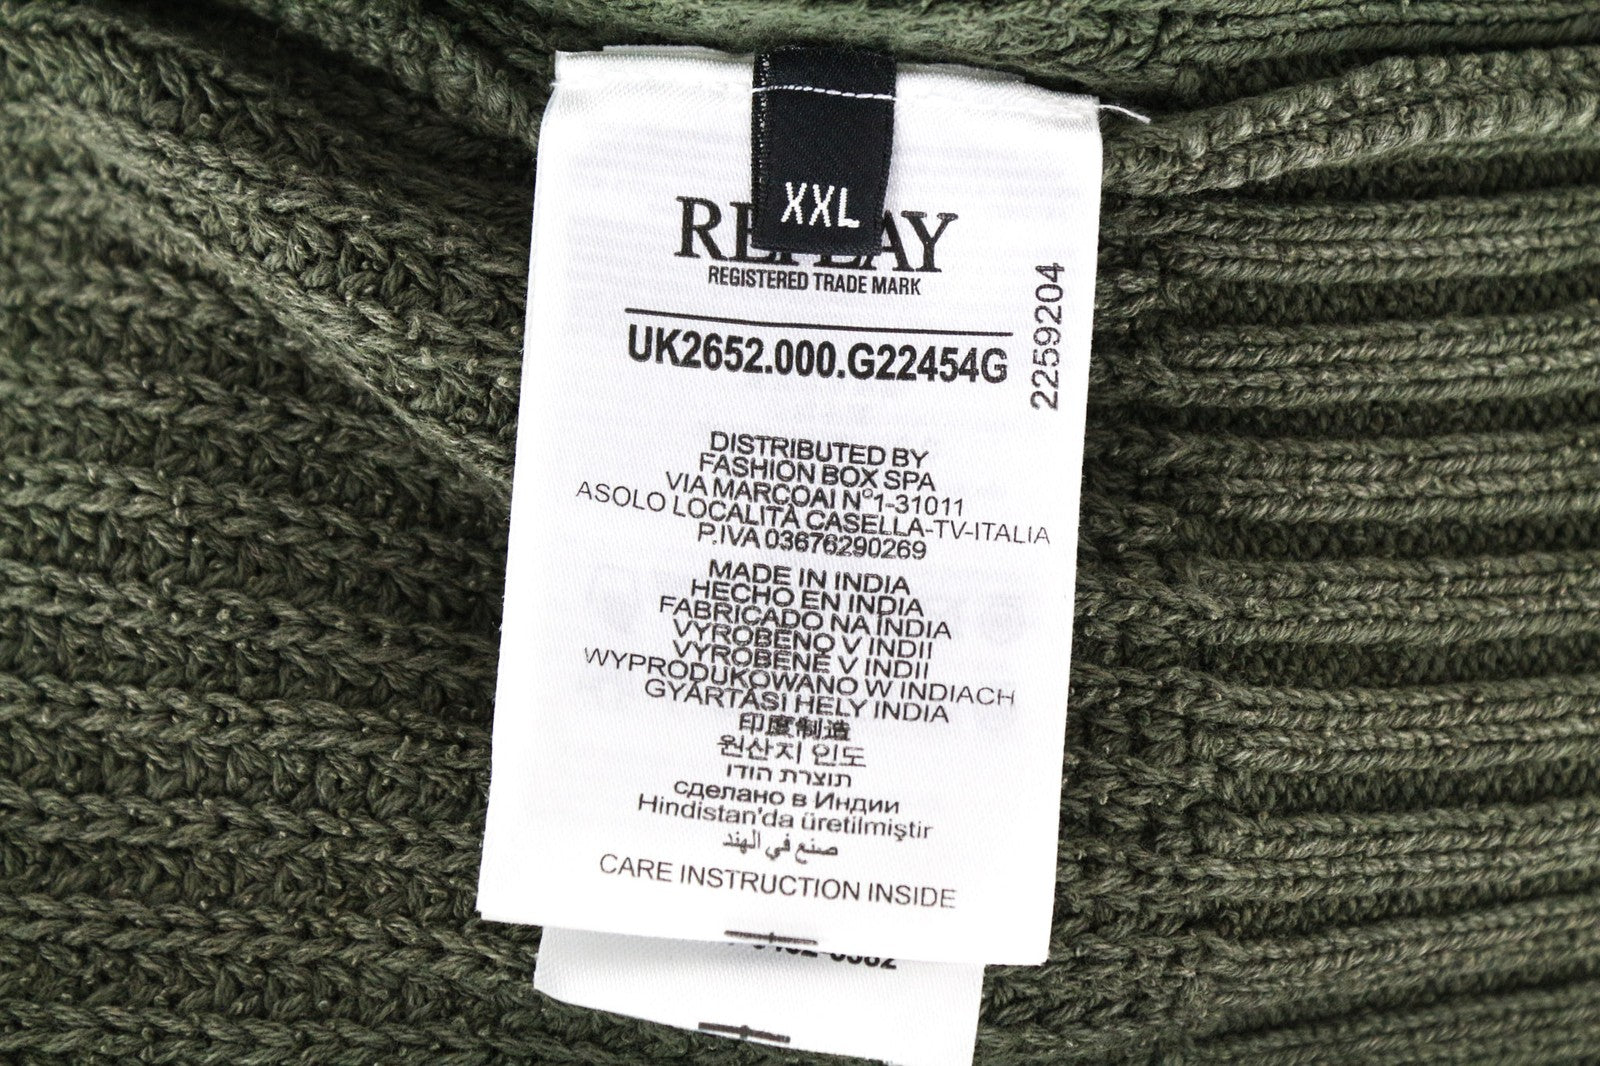 XXL
REPLAY
REGISTERED TRADE MARK
UK2652.000.G22454G
2259204
DISTRIBUTED BY
FASHION BOX SPA
VIA MARCOAI N°1-31011
ASOLO LOCALITÀ CASELLA-TV-ITALIA
P.IVA 03676290269
MADE IN INDIA
HECHO EN INDIA
FABRICADO NA INDIA
VYROBENO V INDII
VYROBENÉ V INDII
WYPRODUKOWANO W INDIACH
GYÁRTÁSI HELY INDIA
印度制造
원산지 인도
תוצרת הודו
сделано в Индии
Hindistan'da üretilmiştir
صنع في الهند
CARE INSTRUCTION INSIDE